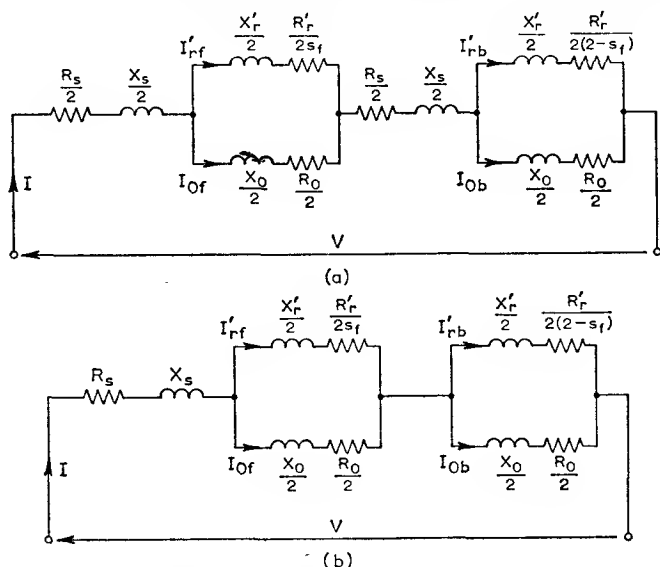 X'r/2 R'r/2sf X'r/2 R'r/2(2-sf)
I'rf I'rb
Rs/2 Xs/2 Rs/2 Xs/2
I I0f X0/2 R0/2 I0b X0/2 R0/2
V
(a)
X'r/2 R'r/2sf X'r/2 R'r/2(2-sf)
I'rf I'rb
Rs Xs
I I0f X0/2 R0/2 I0b X0/2 R0/2
V
(b)